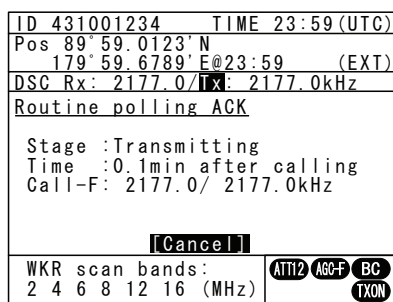 ID 431001234 TIME 23:59(UTC)
Pos 89°59.0123'N
179°59.6789'E@23:59 (EXT)
DSC Rx: 2177.0/Tx: 2177.0kHz
Routine polling ACK
Stage :Transmitting
Time :0.1min after calling
Call-F: 2177.0/ 2177.0kHz
[Cancel]
WKR scan bands:
2 4 6 8 12 16 (MHz)
ATT12 AGC-F BC
TXON